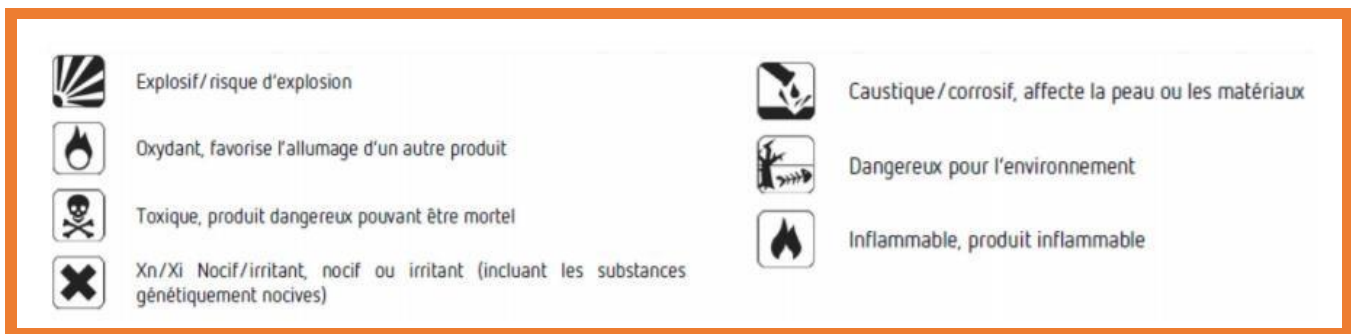 Explosif/risque d'explosion
Oxydant, favorise l'allumage d'un autre produit
Toxique, produit dangereux pouvant être mortel
Xn/Xi Nocif/irritant, nocif ou irritant (incluant les substances
génétiquement nocives)
Caustique/corrosif, affecte la peau ou les matériaux
Dangereux pour l'environnement
Inflammable, produit inflammable